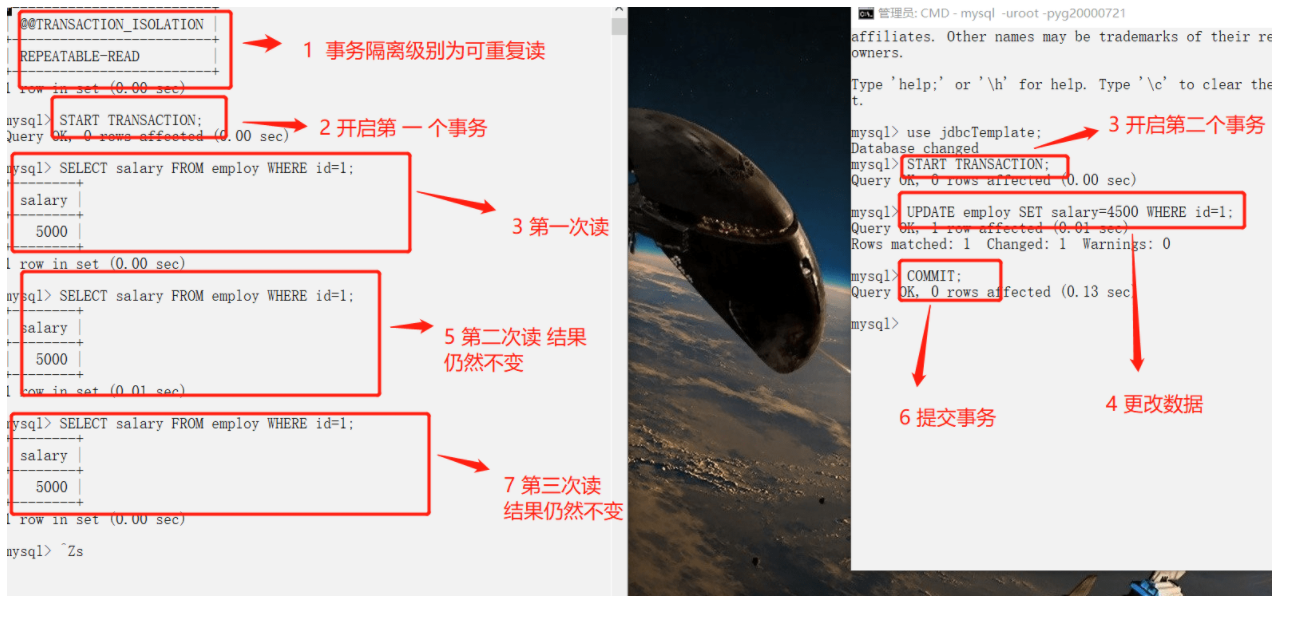 @@TRANSACTION_ISOLATION
REPEATABLE-READ
1 row in set (0.00 sec)
1 事务隔离级别为可重复读
mysql> START TRANSACTION;
Query OK, 0 rows affected (0.00 sec)
2 开启第 一 个事务
mysql> SELECT salary FROM employ WHERE id=1;
salary
5000
1 row in set (0.00 sec)
3 第一次读
mysql> SELECT salary FROM employ WHERE id=1;
salary
5000
1 row in set (0.01 sec)
5 第二次读 结果
仍然不变
mysql> SELECT salary FROM employ WHERE id=1;
salary
5000
1 row in set (0.00 sec)
7 第三次读
结果仍然不变
mysql> ^Zs
管理员: CMD - mysql -uroot -pyg20000721
affiliates. Other names may be trademarks of their re
owners.
Type 'help;' or '\h' for help. Type '\c' to clear the
t.
mysql> use jdbcTemplate;
Database changed
3 开启第二个事务
mysql> START TRANSACTION;
Query OK, 0 rows affected (0.00 sec)
mysql> UPDATE employ SET salary=4500 WHERE id=1;
Query OK, 1 row affected (0.01 sec)
Rows matched: 1 Changed: 1 Warnings: 0
mysql> COMMIT;
Query OK, 0 rows affected (0.13 sec)
mysql>
4 更改数据
6 提交事务